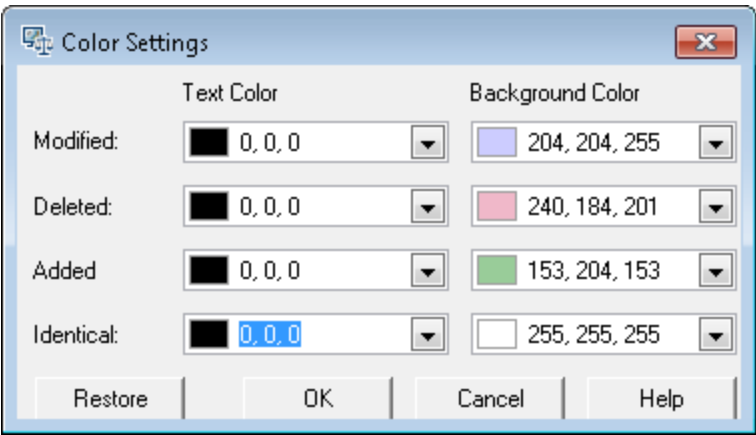 Color Settings
Text Color Background Color
Modified: 0, 0, 0 204, 204, 255
Deleted: 0, 0, 0 240, 184, 201
Added 0, 0, 0 153, 204, 153
Identical: 0, 0, 0 255, 255, 255
Restore OK Cancel Help